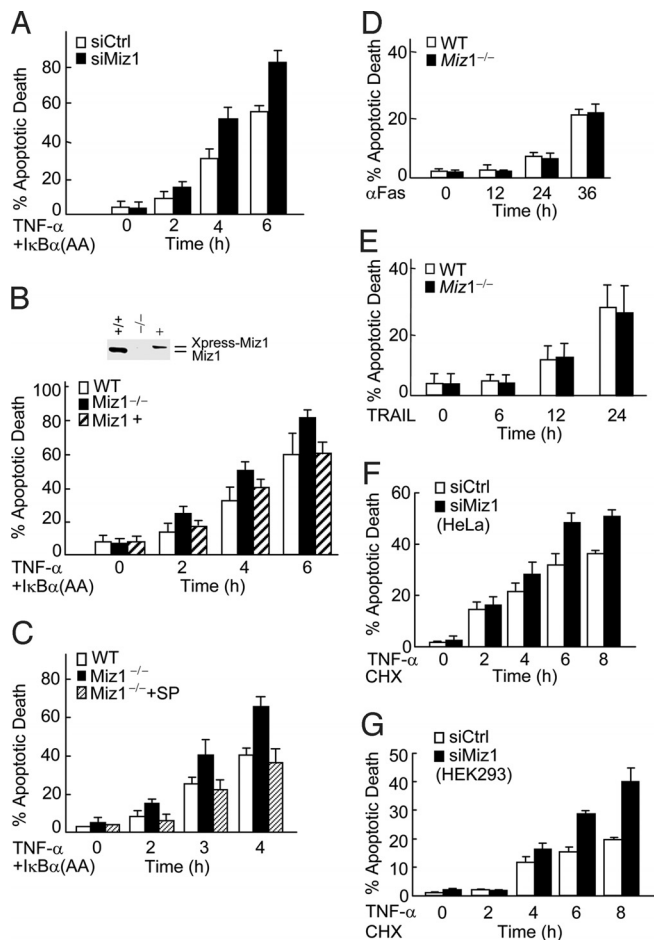 A
siCtrl
siMiz1
% Apoptotic Death
80
60
40
20
0
0 2 4 6
TNF-α
+IκBα(AA)
Time (h)
B
+/+ -/- +
Xpress-Miz1
Miz1
WT
Miz1-/-
Miz1 +
% Apoptotic Death
100
80
60
40
20
0
0 2 4 6
TNF-α
+IκBα(AA)
Time (h)
C
WT
Miz1-/-
Miz1-/-+SP
% Apoptotic Death
80
60
40
20
0
0 2 3 4
TNF-α
+IκBα(AA)
Time (h)
D
WT
Miz1-/-
% Apoptotic Death
40
20
0
αFas 0 12 24 36
Time (h)
E
WT
Miz1-/-
% Apoptotic Death
40
20
0
TRAIL 0 6 12 24
Time (h)
F
siCtrl
siMiz1
(HeLa)
% Apoptotic Death
60
40
20
0
TNF-α 0 2 4 6 8
CHX Time (h)
G
siCtrl
siMiz1
(HEK293)
% Apoptotic Death
50
40
30
20
10
0
TNF-α 0 2 4 6 8
CHX Time (h)